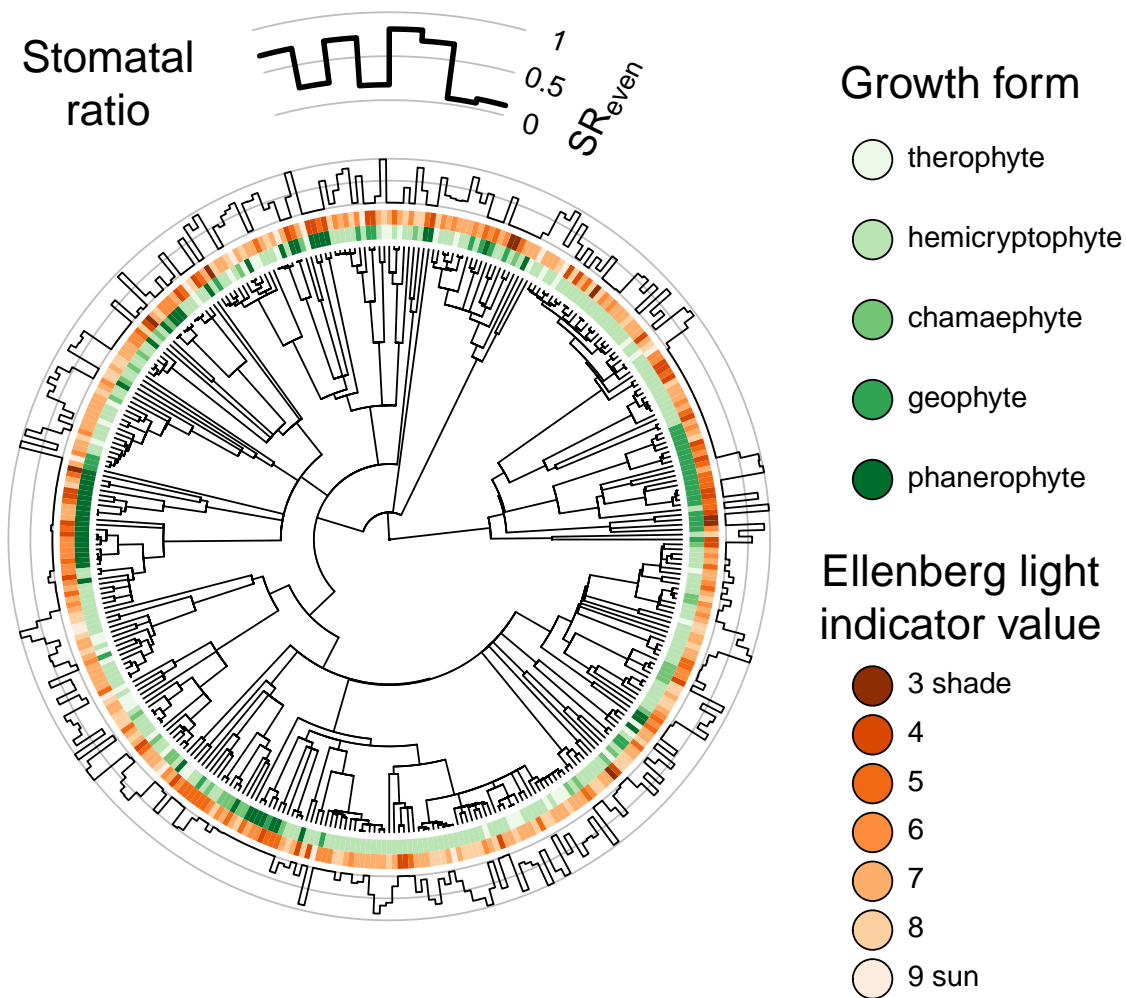 Stomatal
ratio
1
0.5
0
SReven
Growth form
therophyte
hemicryptophyte
chamaephyte
geophyte
phanerophyte
Ellenberg light
indicator value
3 shade
4
5
6
7
8
9 sun